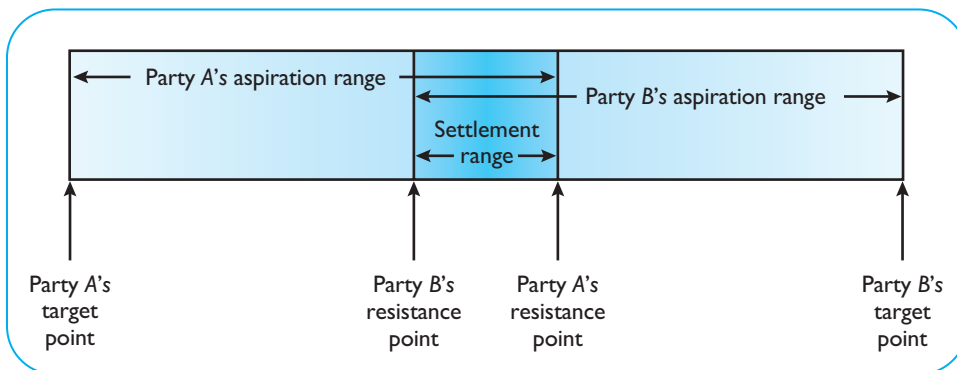 Party A's aspiration range
Party B's aspiration range
Settlement
range
Party A's
target
point
Party B's
resistance
point
Party A's
resistance
point
Party B's
target
point